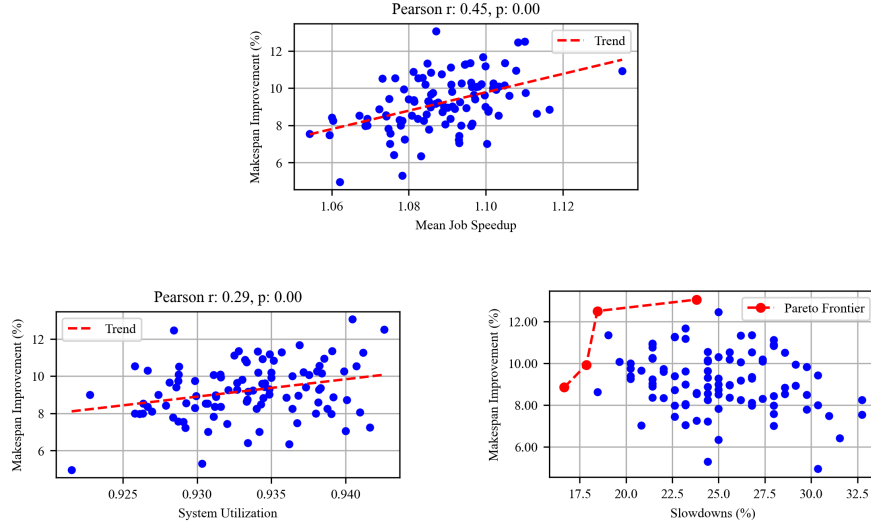 Pearson r: 0.45, p: 0.00
Makespan Improvement (%)
12
10
8
6
Trend
1.06
1.08
1.10
1.12
Mean Job Speedup
Pearson r: 0.29, p: 0.00
Makespan Improvement (%)
12
10
8
6
Trend
0.925
0.930
0.935
0.940
System Utilization
Makespan Improvement (%)
12.00
10.00
8.00
6.00
Pareto Frontier
17.5
20.0
22.5
25.0
27.5
30.0
32.5
Slowdowns (%)